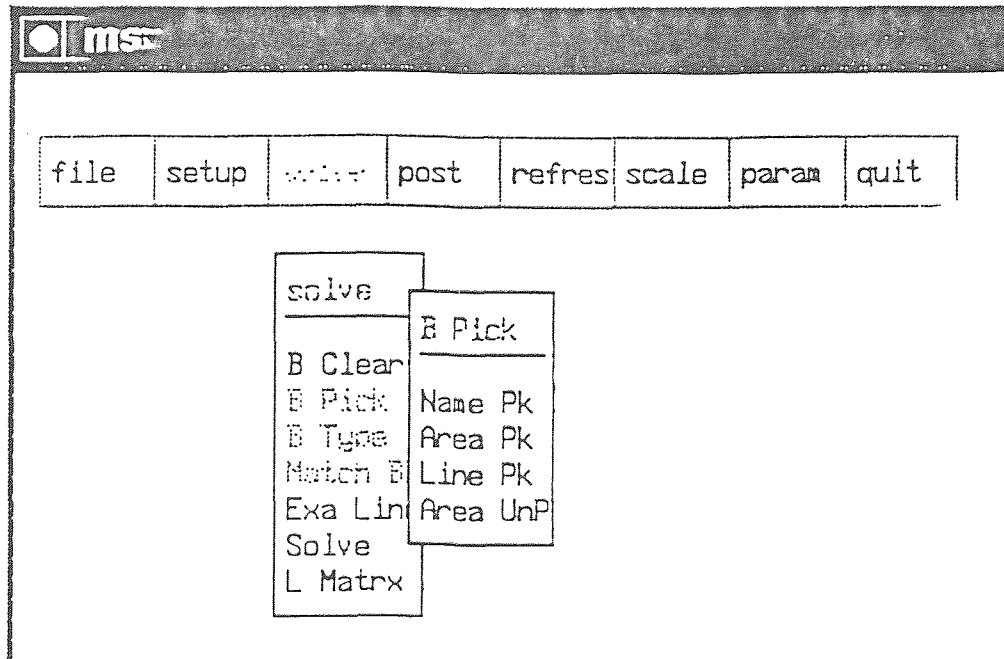 file setup post refres scale param quit
solve
B Clear
B Pick
B Type
Match B
Exa Lin
Solve
L Matrx
B Pick
Name Pk
Area Pk
Line Pk
Area UnP